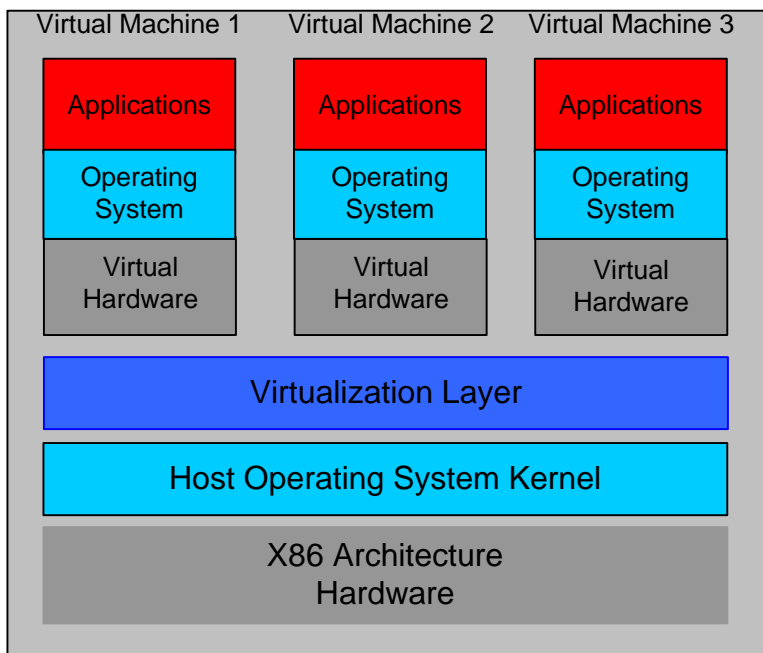 Virtual Machine 1
Virtual Machine 2
Virtual Machine 3
Applications
Applications
Applications
Operating
System
Operating
System
Operating
System
Virtual
Hardware
Virtual
Hardware
Virtual
Hardware
Virtualization Layer
Host Operating System Kernel
X86 Architecture
Hardware